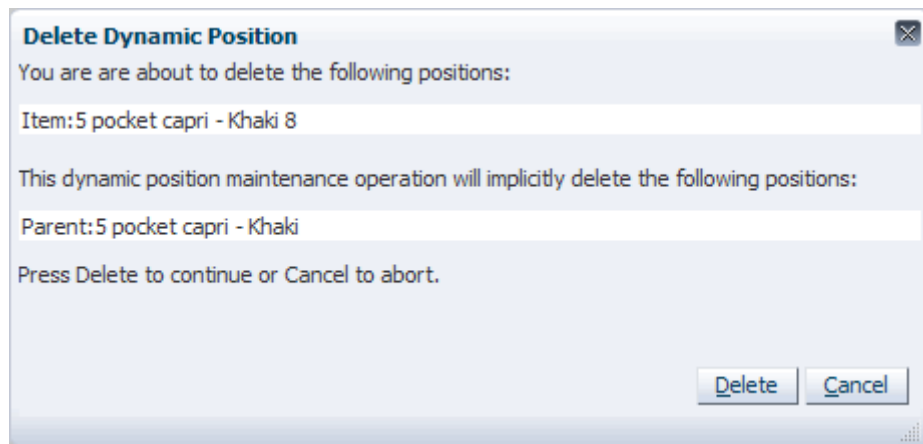 Delete Dynamic Position
You are are about to delete the following positions:
Item:5 pocket capri - Khaki 8
This dynamic position maintenance operation will implicitly delete the following positions:
Parent:5 pocket capri - Khaki
Press Delete to continue or Cancel to abort.
Delete Cancel